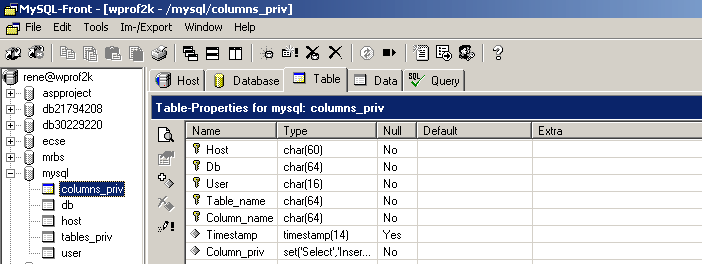 MySQL-Front - [wprof2k - /mysql/columns_priv]
File Edit Tools Im-/Export Window ?
rene@wprof2k
aspproject
db21794208
db30229220
ecse
mrbs
mysql
columns_priv
db
host
tables_priv
user
Host Database Table Data SQL Query
Table-Properties for mysql: columns_priv
Name Type Null Default Extra
Host char(60) No
Db char(64) No
User char(16) No
Table_name char(64) No
Column_name char(64) No
Timestamp timestamp(14) Yes
Column_priv set('Select','Inser... No